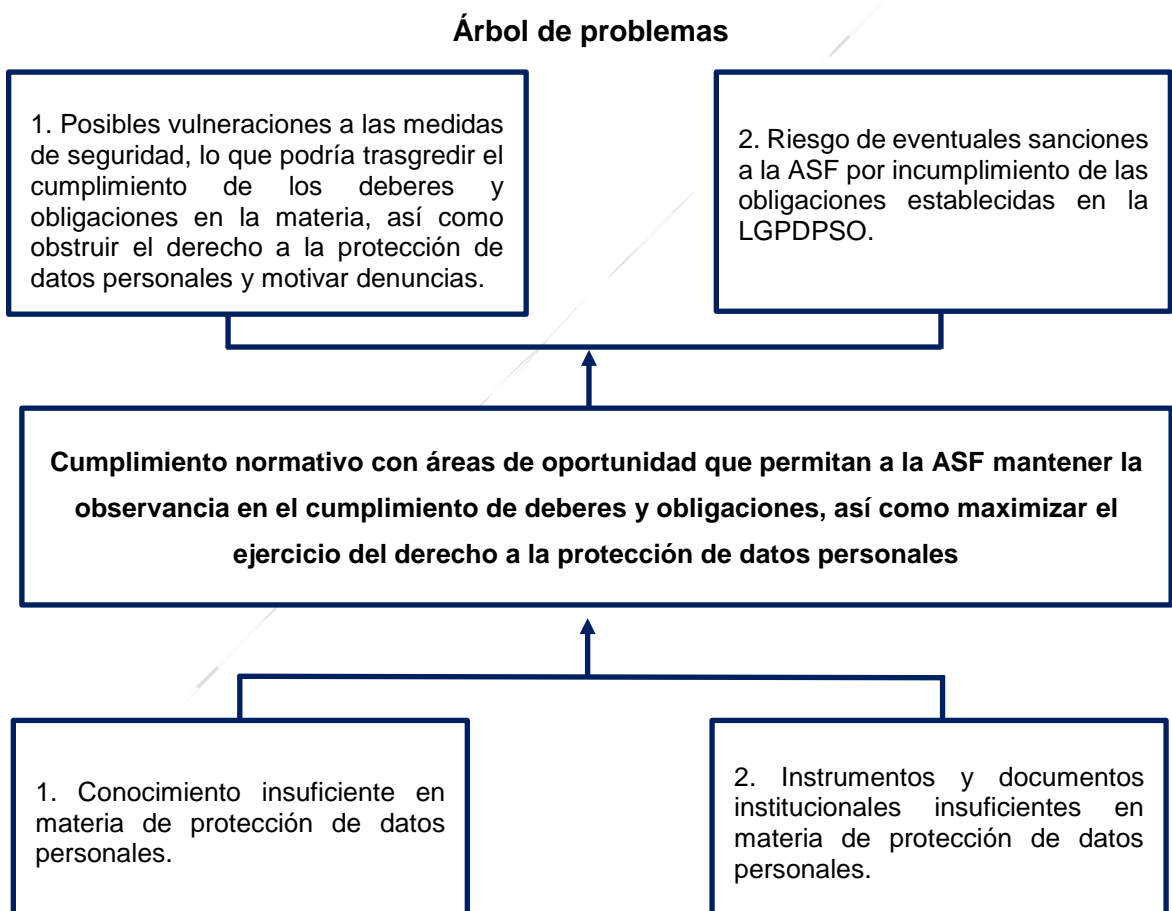 Árbol de problemas
1. Posibles vulneraciones a las medidas
de seguridad, lo que podría trasgredir el
cumplimiento de los deberes y
obligaciones en la materia, así como
obstruir el derecho a la protección de
datos personales y motivar denuncias.
2. Riesgo de eventuales sanciones
a la ASF por incumplimiento de las
obligaciones establecidas en la
LGPDPSO.
Cumplimiento normativo con áreas de oportunidad que permitan a la ASF mantener la
observancia en el cumplimiento de deberes y obligaciones, así como maximizar el
ejercicio del derecho a la protección de datos personales
1. Conocimiento insuficiente en
materia de protección de datos
personales.
2. Instrumentos y documentos
institucionales insuficientes en
materia de protección de datos
personales.